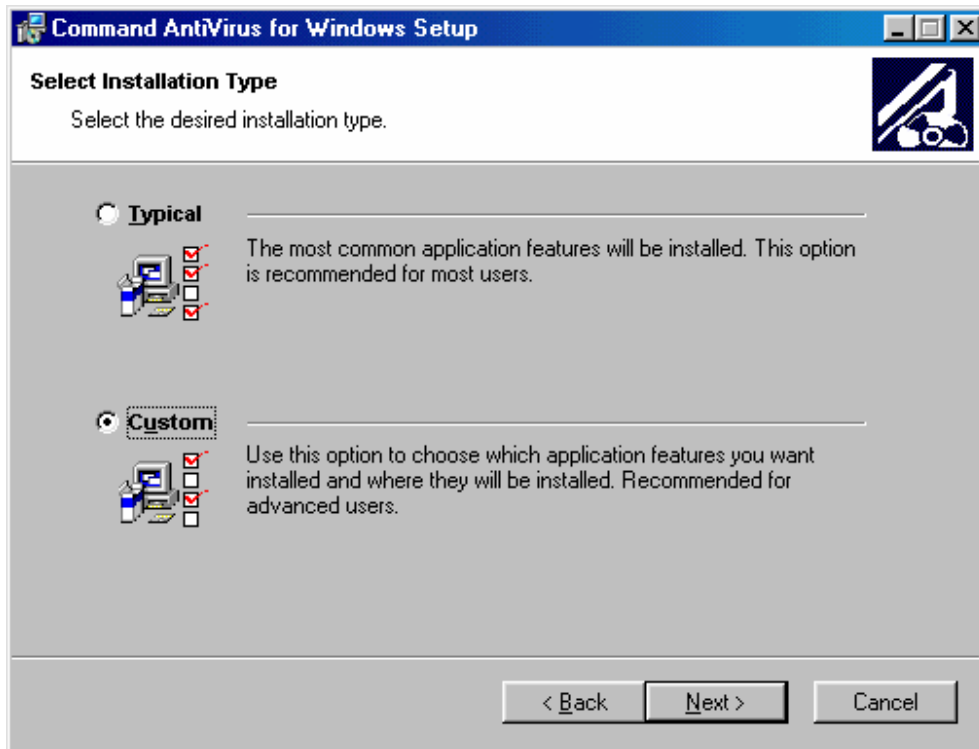 Command AntiVirus for Windows Setup
Select Installation Type
Select the desired installation type.
Typical
The most common application features will be installed. This option
is recommended for most users.
Custom
Use this option to choose which application features you want
installed and where they will be installed. Recommended for
advanced users.
< Back
Next >
Cancel